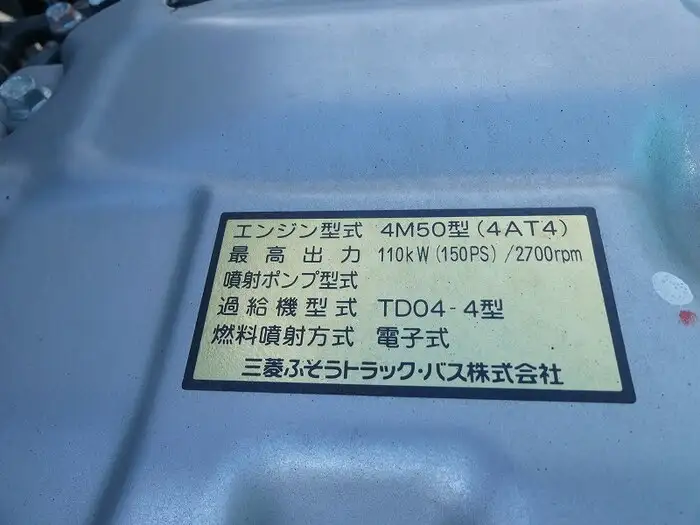 エンジン型式 4M50型(4AT4)
最高出力 110kW(150PS)/2700rpm
噴射ポンプ型式
過給機型式 TD04-4型
燃料噴射方式 電子式
三菱ふそうトラック・バス株式会社